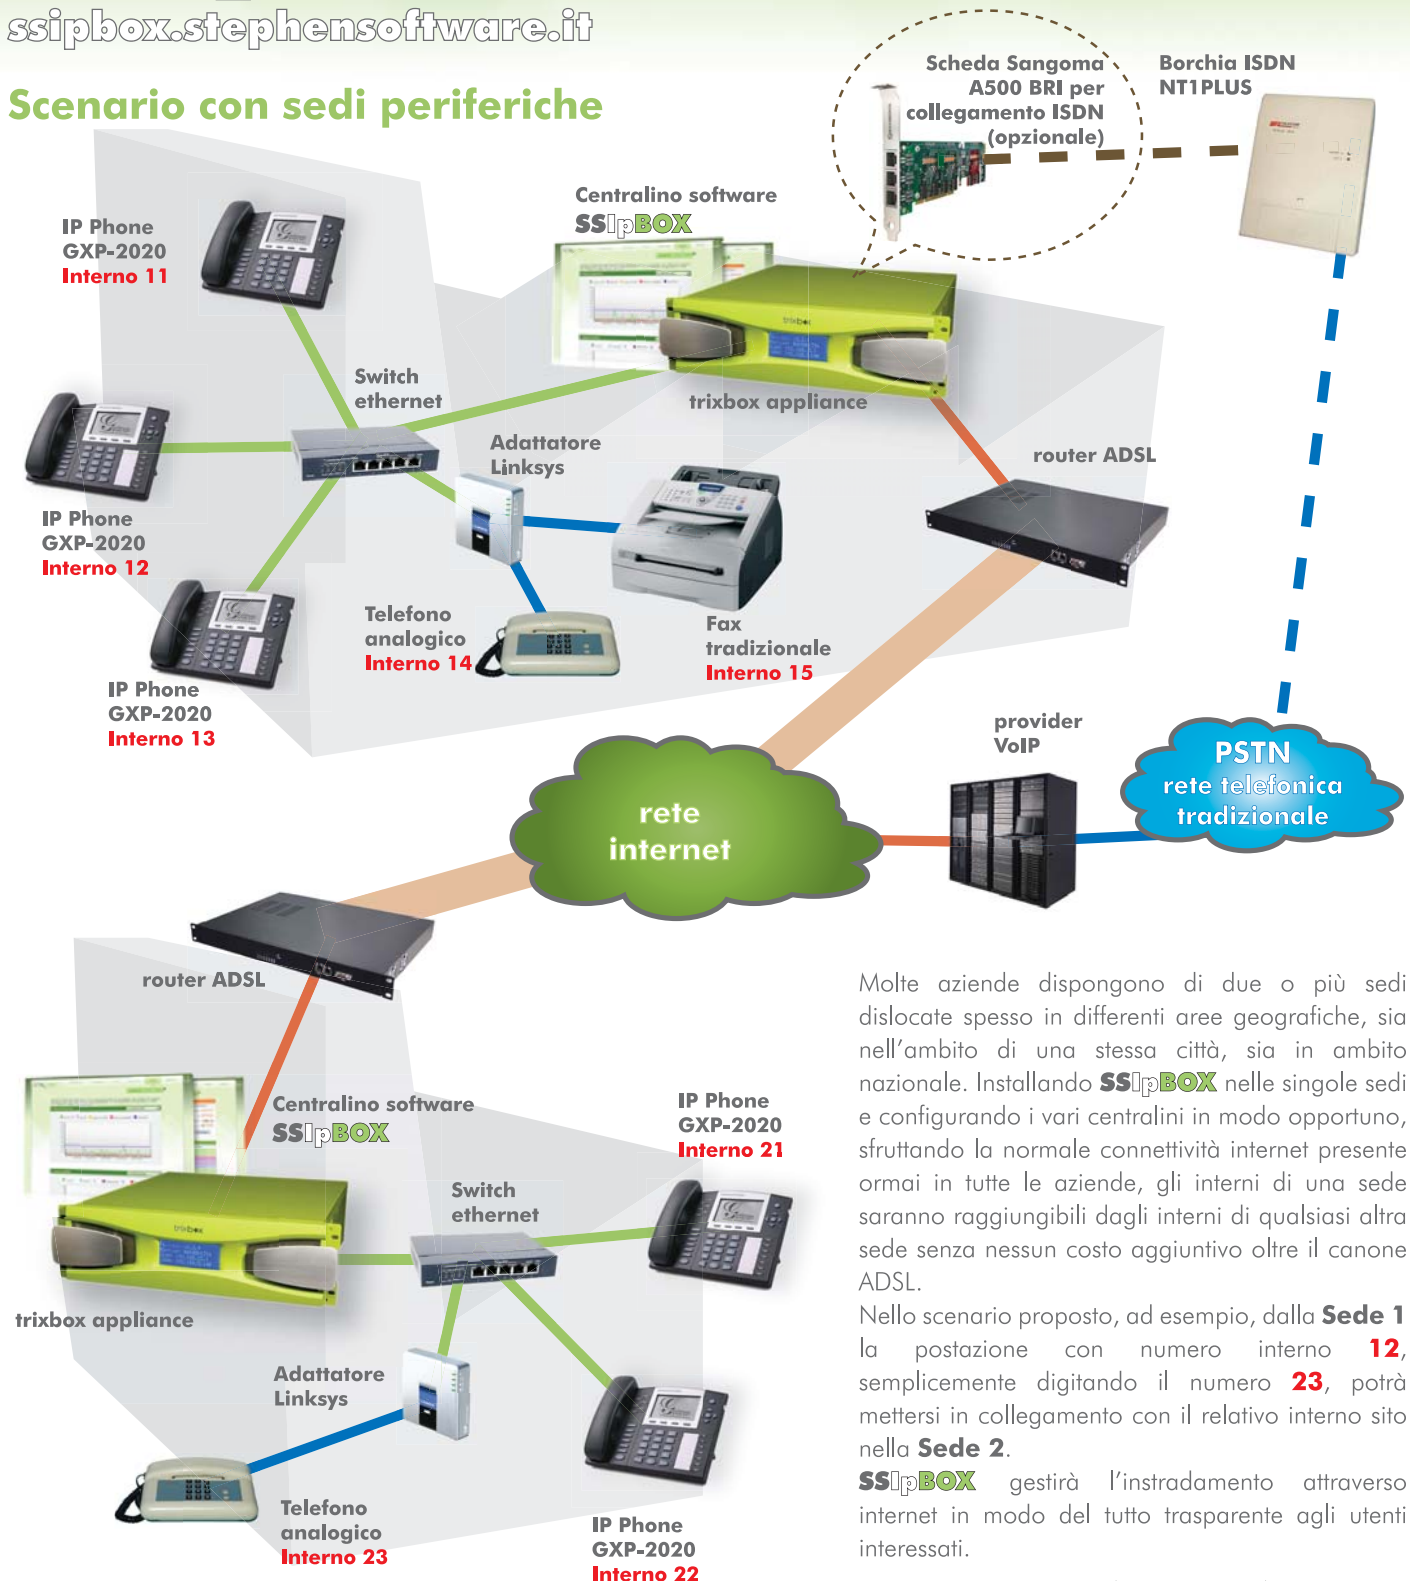 ssipbox.stephensoftware.it
Scenario con sedi periferiche
Scheda Sangoma
A500 BRI per
collegamento ISDN
(opzionale)
Borchia ISDN
NT1PLUS
Centralino software
SSIpBOX
IP Phone
GXP-2020
Interno 11
trixbox
Switch
ethernet
trixbox appliance
Adattatore
Linksys
router ADSL
IP Phone
GXP-2020
Interno 12
Telefono
analogico
Interno 14
Fax
tradizionale
Interno 15
IP Phone
GXP-2020
Interno 13
provider
VoIP
PSTN
rete telefonica
tradizionale
rete
internet
router ADSL
Centralino software
SSIpBOX
IP Phone
GXP-2020
Interno 21
Switch
ethernet
trixbox
trixbox appliance
Adattatore
Linksys
Telefono
analogico
Interno 23
IP Phone
GXP-2020
Interno 22
Molte aziende dispongono di due o più sedi
dislocate spesso in differenti aree geografiche, sia
nell'ambito di una stessa città, sia in ambito
nazionale. Installando SSIpBOX nelle singole sedi
e configurando i vari centralini in modo opportuno,
sfruttando la normale connettività internet presente
ormai in tutte le aziende, gli interni di una sede
saranno raggiungibili dagli interni di qualsiasi altra
sede senza nessun costo aggiuntivo oltre il canone
ADSL.
Nello scenario proposto, ad esempio, dalla Sede 1
la postazione con numero interno 12,
semplicemente digitando il numero 23, potrà
mettersi in collegamento con il relativo interno sito
nella Sede 2.
SSIpBOX gestirà l'instradamento attraverso
internet in modo del tutto trasparente agli utenti
interessati.